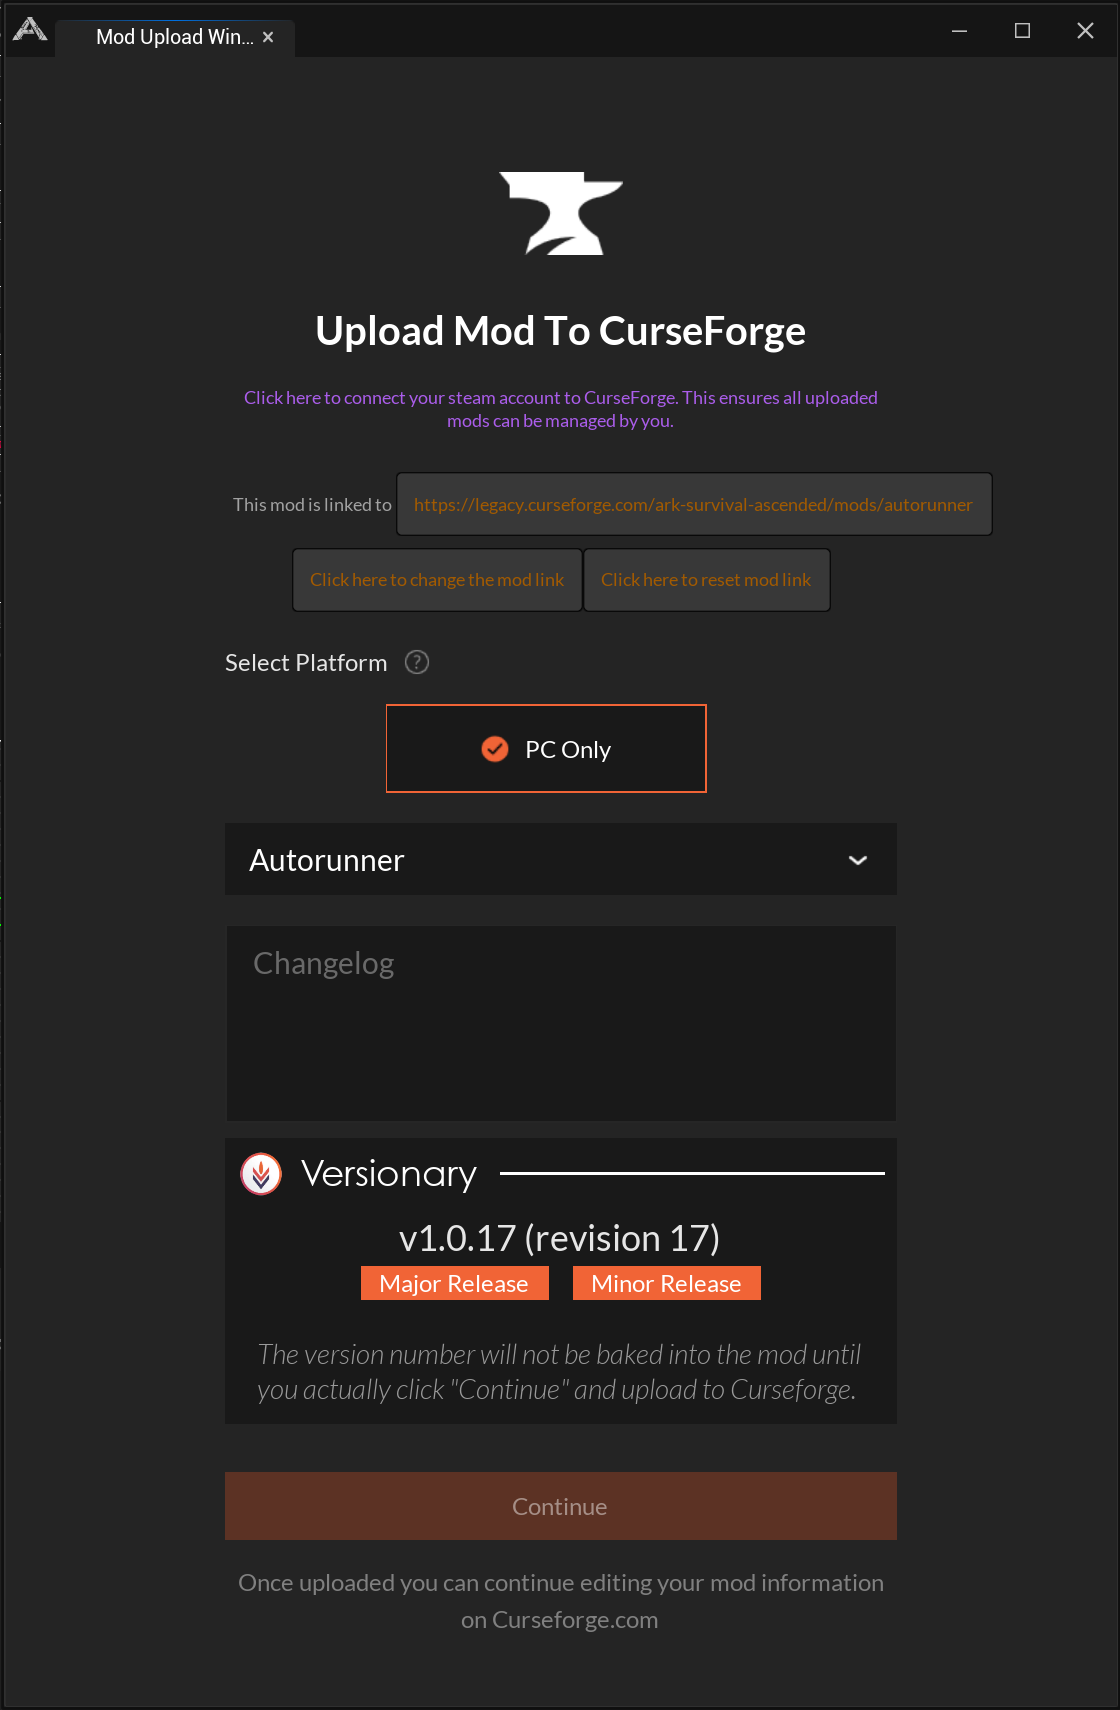 Mod Upload Win...
Upload Mod To CurseForge
Click here to connect your steam account to CurseForge. This ensures all uploaded
mods can be managed by you.
This mod is linked to https://legacy.curseforge.com/ark-survival-ascended/mods/autorunner
Click here to change the mod link Click here to reset mod link
Select Platform ?
PC Only
Autorunner
Changelog
Versionary
v1.0.17 (revision 17)
Major Release Minor Release
The version number will not be baked into the mod until
you actually click "Continue" and upload to Curseforge.
Continue
Once uploaded you can continue editing your mod information
on Curseforge.com